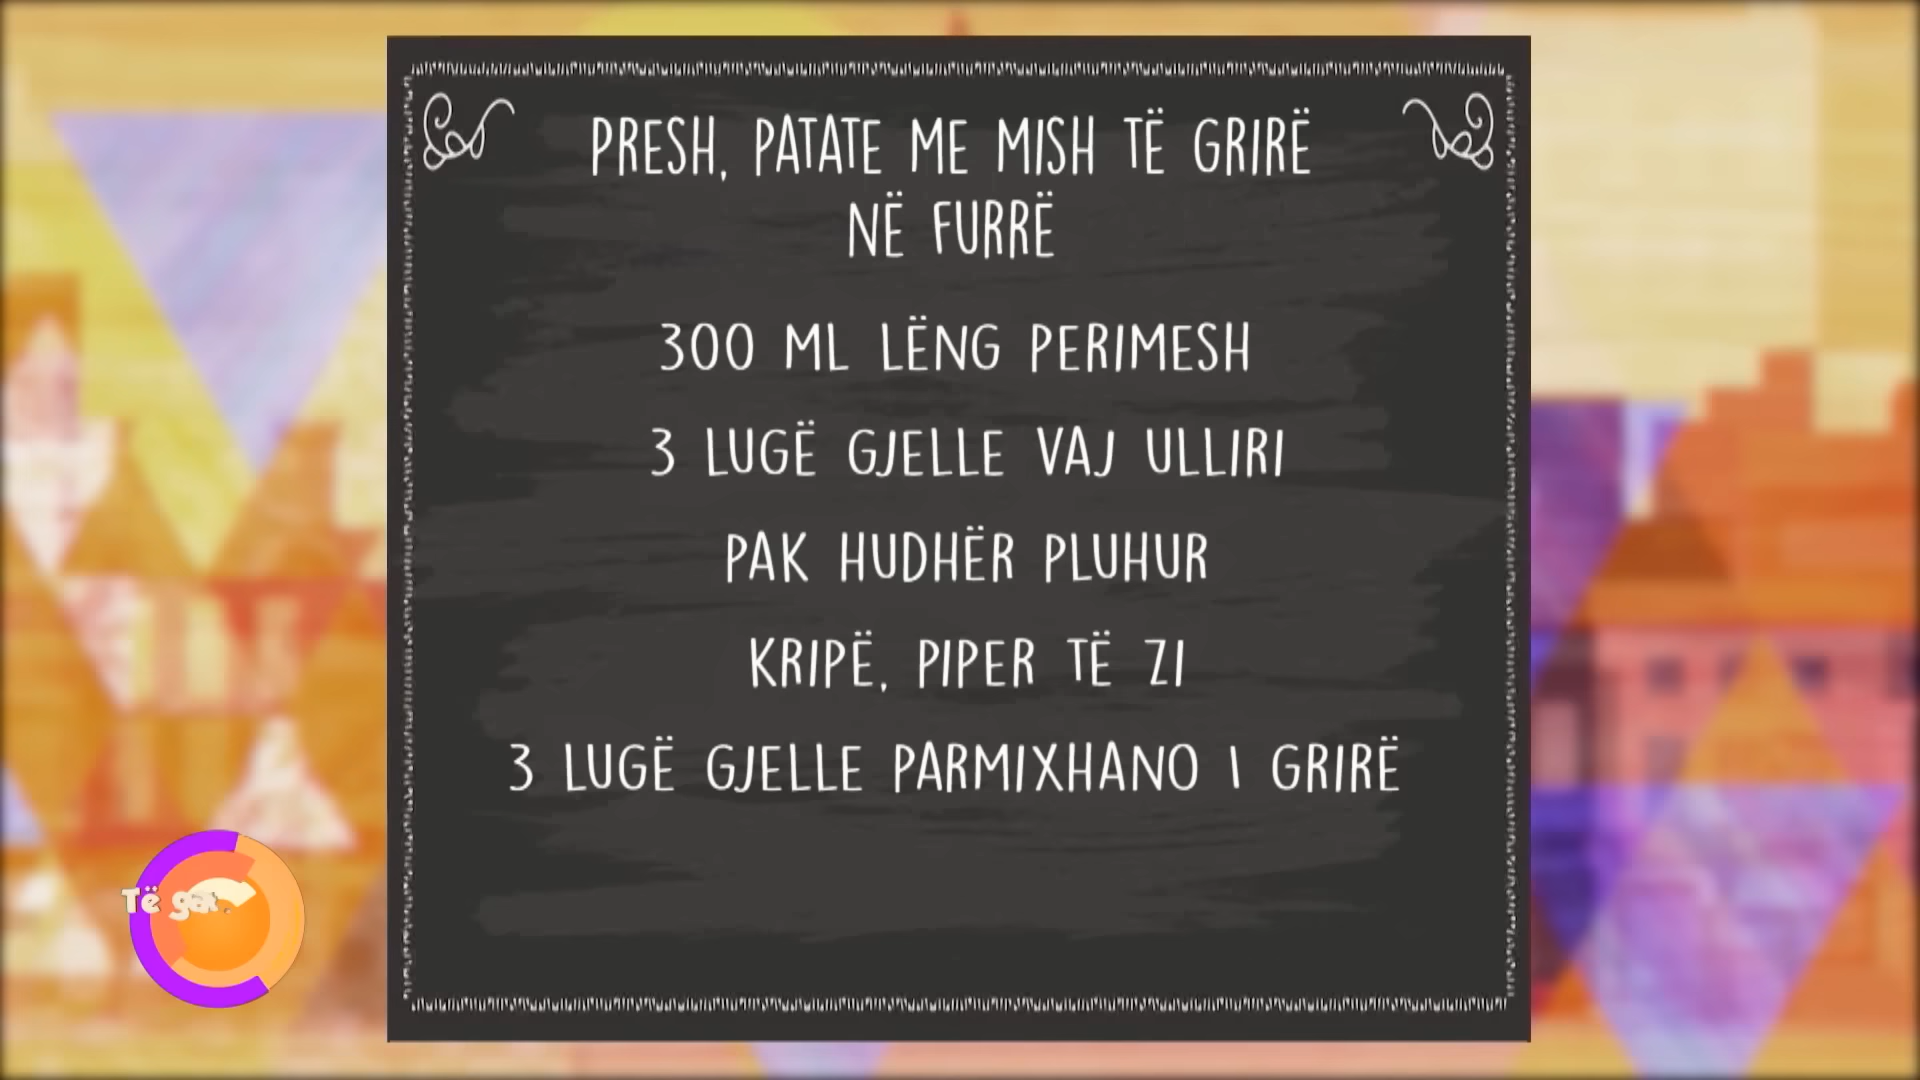 PRESH, PATATE ME MISH TË GRIRË
NË FURRË
300 ML LËNG PERIMESH
3 LUGË GJELLE VAJ ULLIRI
PAK HUDHËR PLUHUR
KRIPË, PIPER TË ZI
3 LUGË GJELLE PARMIXHANO I GRIRË
Të